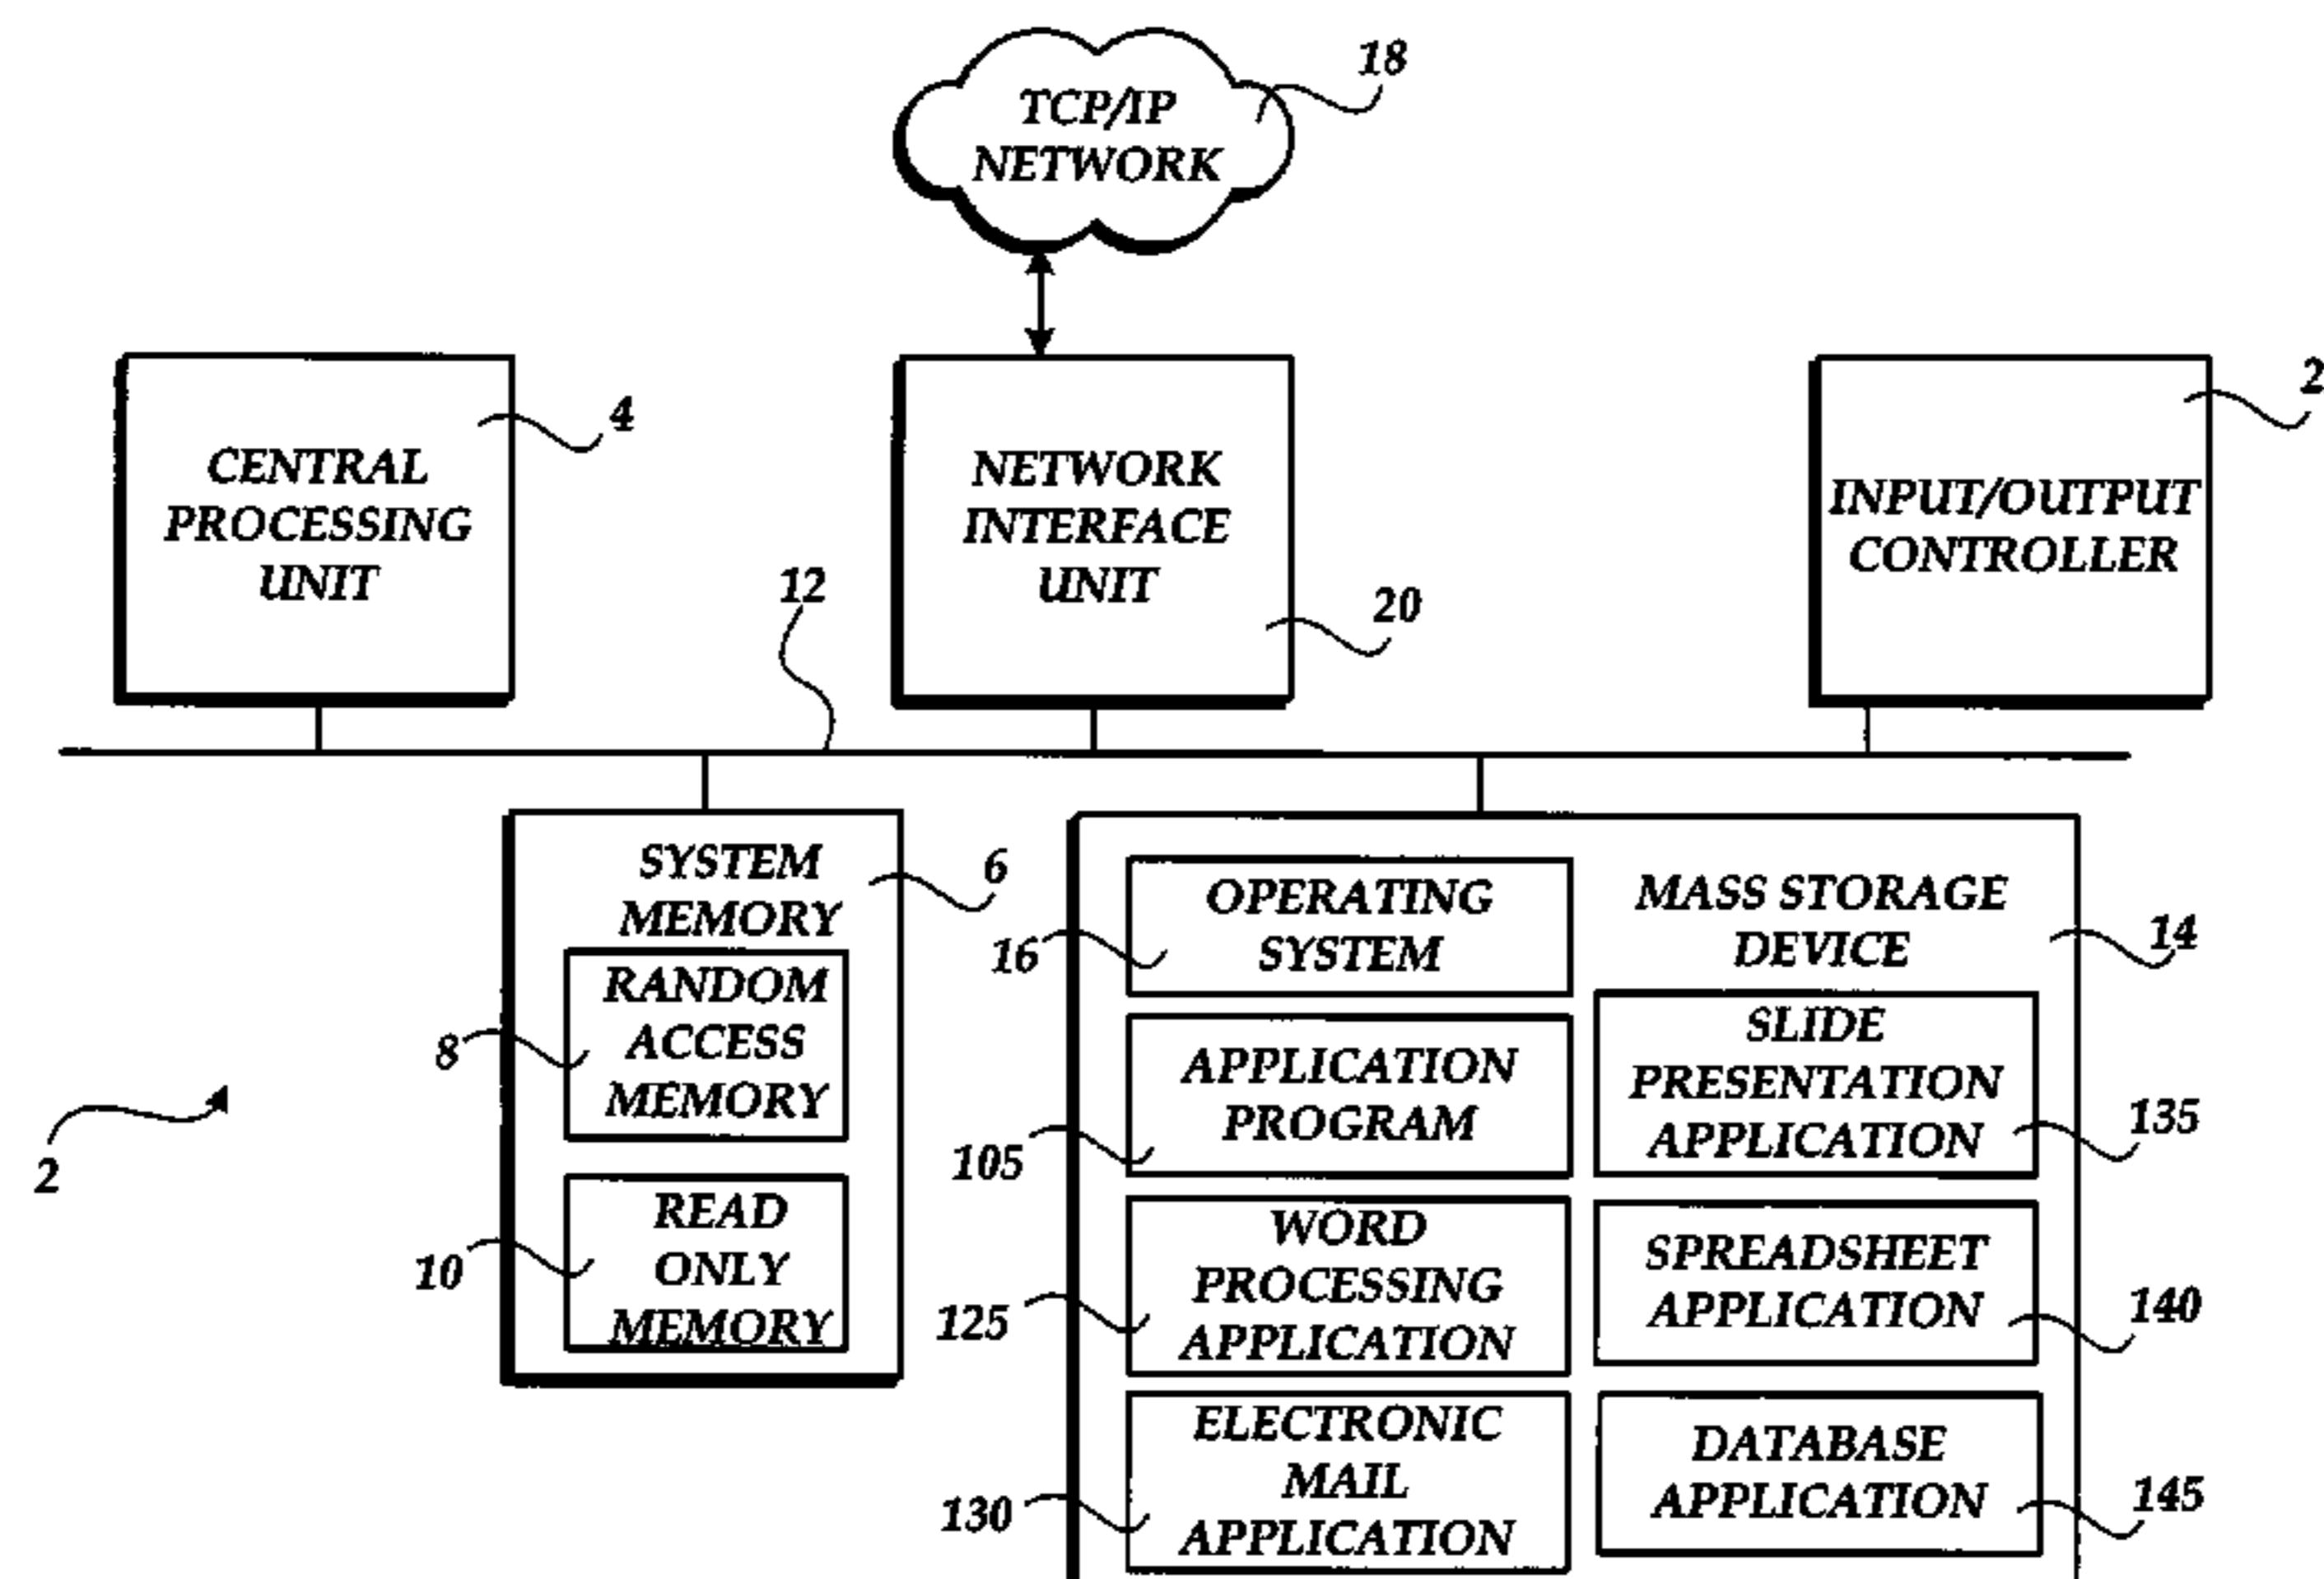 18
TCP/IP
NETWORK
4
CENTRAL
PROCESSING
UNIT
NETWORK
INTERFACE
UNIT
20
2
INPUT/OUTPUT
CONTROLLER
12
SYSTEM
MEMORY
6
RANDOM
ACCESS
MEMORY
8
READ
ONLY
MEMORY
10
2
MASS STORAGE
DEVICE
14
OPERATING
SYSTEM
16
APPLICATION
PROGRAM
105
WORD
PROCESSING
APPLICATION
125
ELECTRONIC
MAIL
APPLICATION
130
SLIDE
PRESENTATION
APPLICATION
135
SPREADSHEET
APPLICATION
140
DATABASE
APPLICATION
145